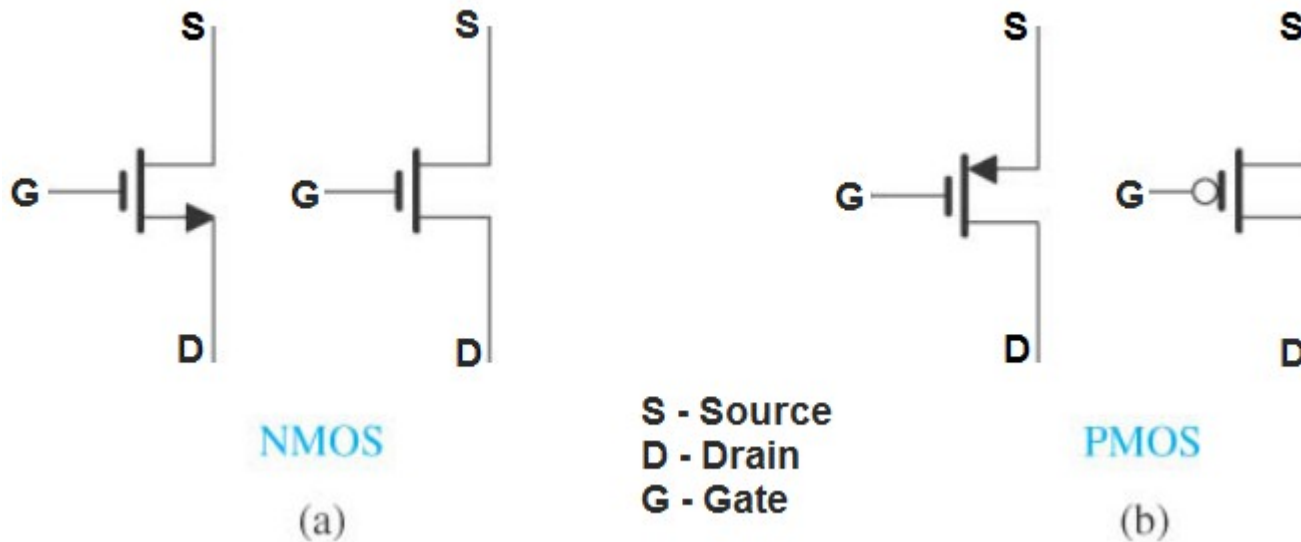 S S S S
G G G G
D D D D
S - Source
D - Drain
G - Gate
NMOS PMOS
(a) (b)